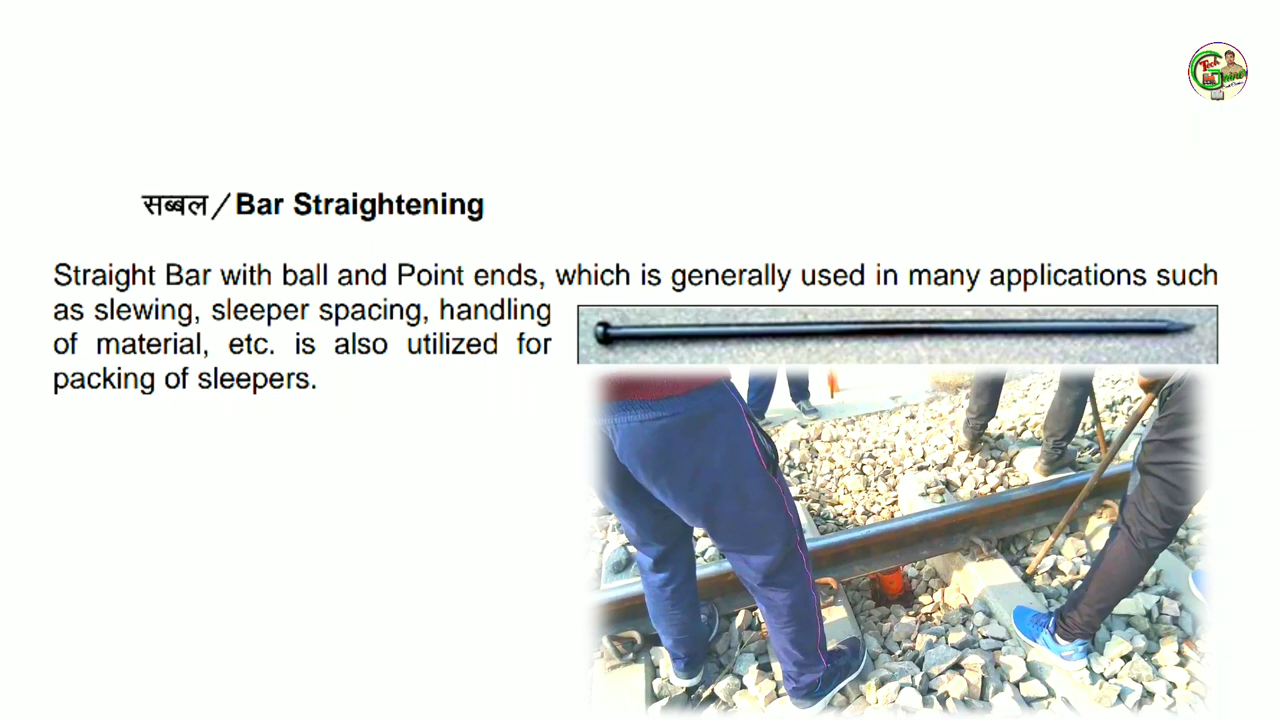 सब्बल/Bar Straightening
Straight Bar with ball and Point ends, which is generally used in many applications such
as slewing, sleeper spacing, handling
of material, etc. is also utilized for
packing of sleepers.
Tech